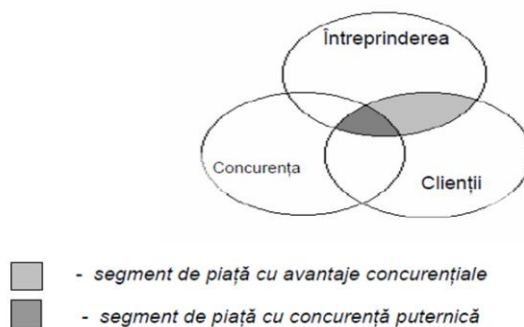 Întreprinderea
Concurența
Clienții
- segment de piață cu avantaje concurențiale
- segment de piață cu concurență puternică